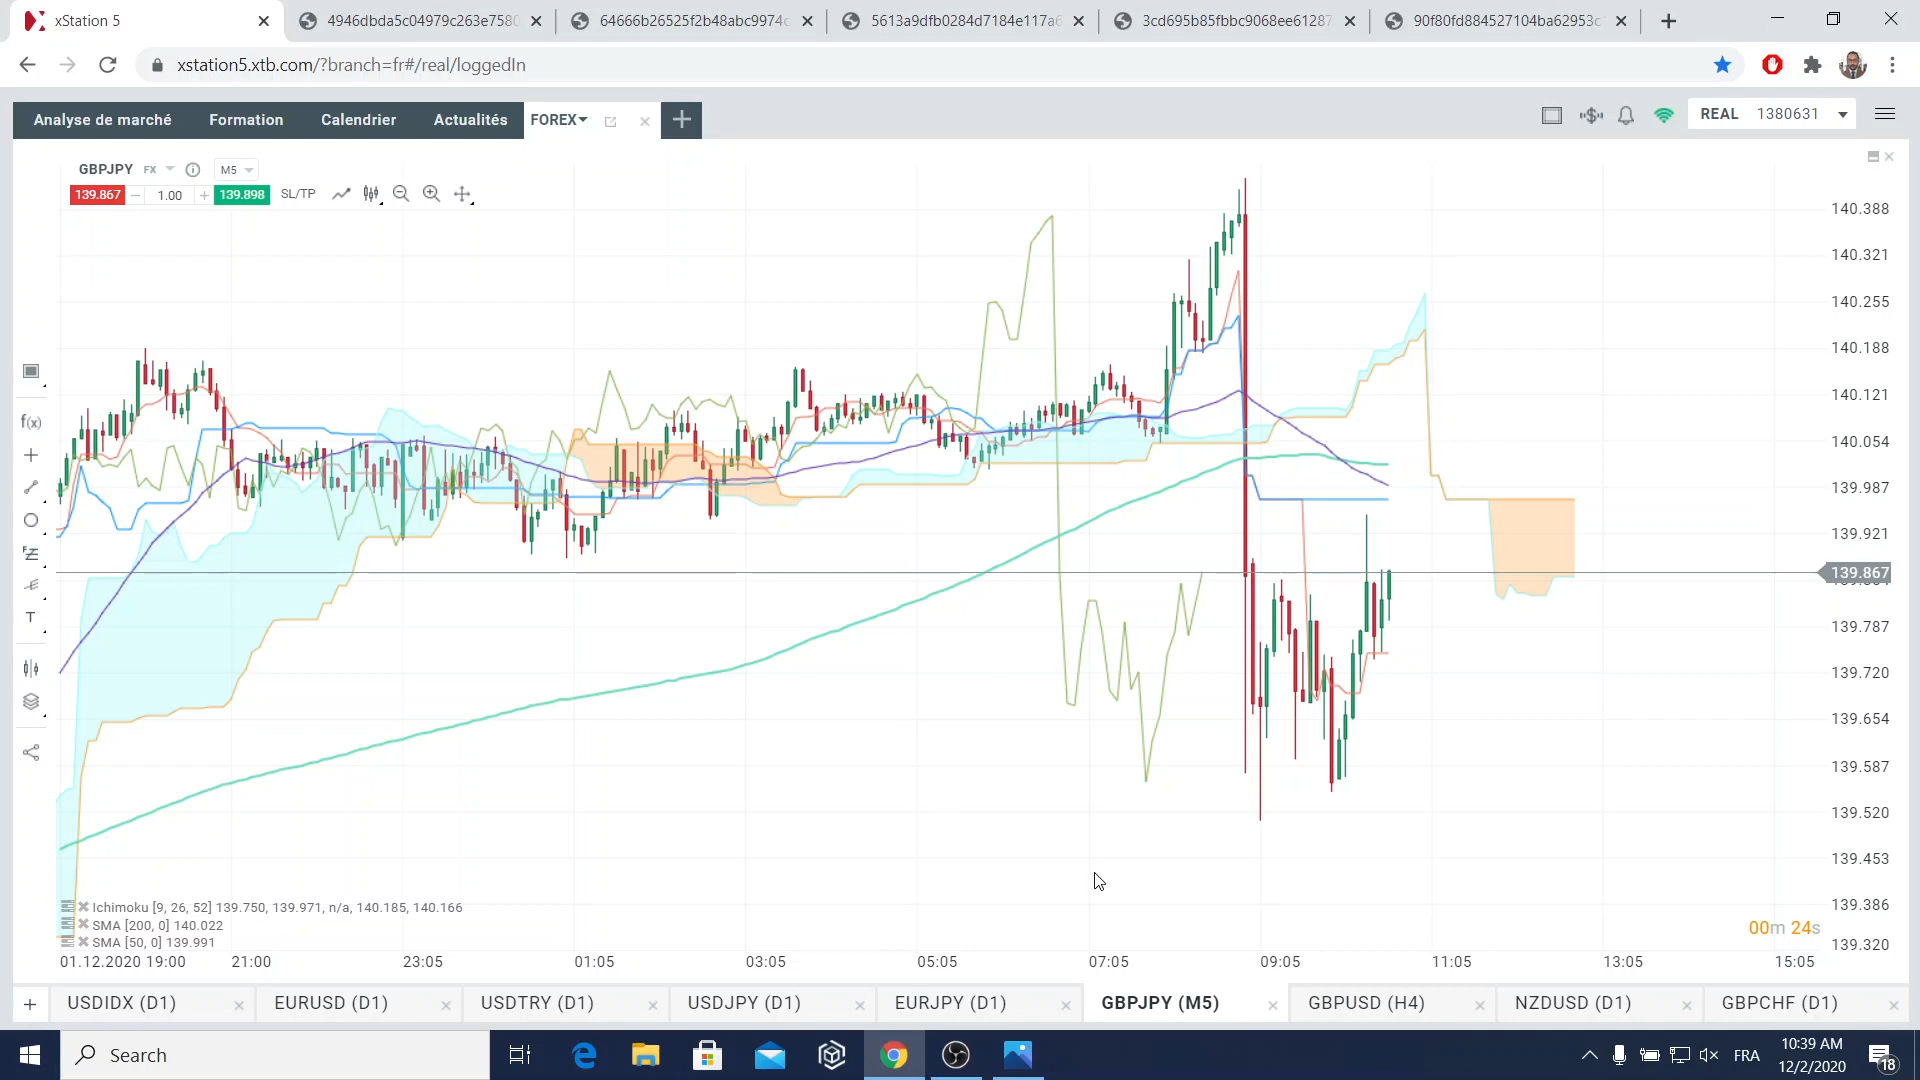 xStation 5
4946dbda5c04979c263e7580
64666b26525f2b48abc9974c
5613a9dfb0284d7184e117a6
3cd695b85fbbc9068ee61287
90f80fd884527104ba62953c
xstation5.xtb.com/?branch=fr#/real/loggedIn
Analyse de marché
Formation
Calendrier
Actualités
FOREX
REAL 1380631
GBPJPY FX M5
139.867 1.00 139.898 SL/TP
f(x)
T
140.388
140.321
140.255
140.188
140.121
140.054
139.987
139.921
139.867
139.787
139.720
139.654
139.587
139.520
139.453
139.386
139.320
Ichimoku [9, 26, 52] 139.750, 139.971, n/a, 140.185, 140.166
SMA [200, 0] 140.022
SMA [50, 0] 139.991
00m 24s
01.12.2020 19:00 21:00 23:05 01:05 03:05 05:05 07:05 09:05 11:05 13:05 15:05
USDIDX (D1)
EURUSD (D1)
USDTRY (D1)
USDJPY (D1)
EURJPY (D1)
GBPJPY (M5)
GBPUSD (H4)
NZDUSD (D1)
GBPCHF (D1)
Search
FRA
10:39 AM
12/2/2020
18